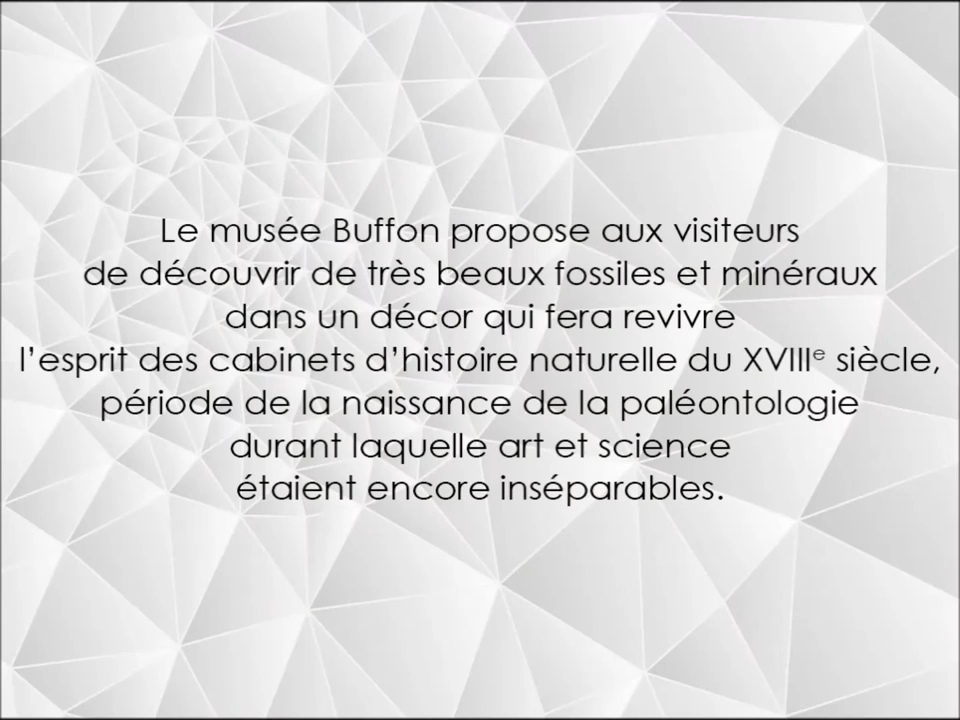 Le musée Buffon propose aux visiteurs
de découvrir de très beaux fossiles et minéraux
dans un décor qui fera revivre
l’esprit des cabinets d’histoire naturelle du XVIIIᵉ siècle,
période de la naissance de la paléontologie
durant laquelle art et science
étaient encore inséparables.